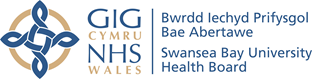 GIG
CYMRU
NHS
WALES
Bwrdd Iechyd Prifysgol
Bae Abertawe
Swansea Bay University
Health Board